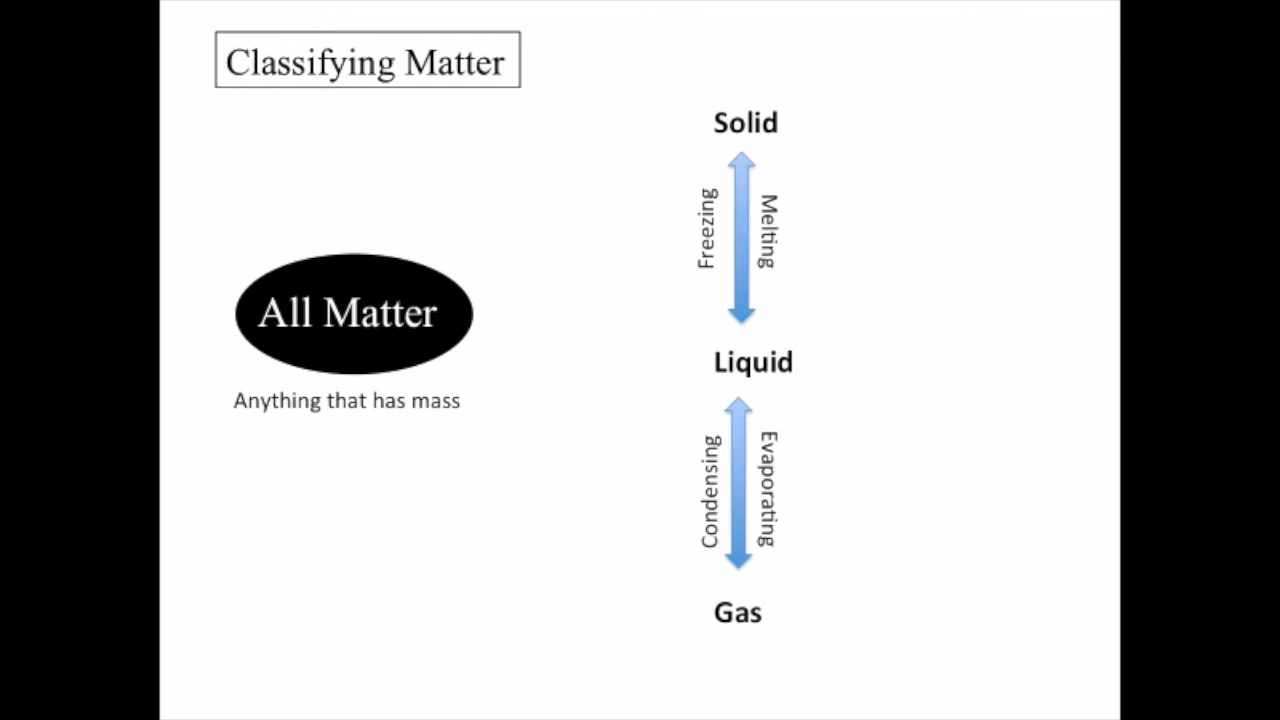 Classifying Matter
Solid
Freezing
Melting
All Matter
Liquid
Anything that has mass
Condensing
Evaporating
Gas